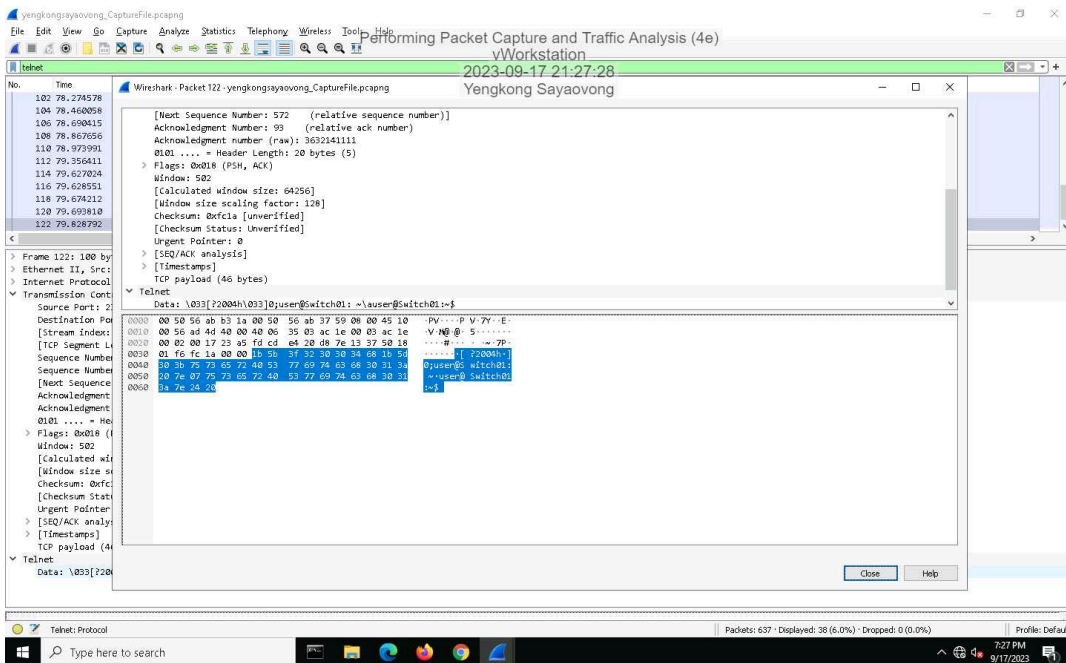 yengkongsayaovong_CaptureFile.pcapng
File Edit View Go Capture Analyze Statistics Telephony Wireless Tools Help
Performing Packet Capture and Traffic Analysis (4e)
vWorkstation
2023-09-17 21:27:28
Yengkong Sayaovong
telnet
No. Time
102 78.274578
104 78.460058
106 78.690415
108 78.867656
110 78.973991
112 79.356411
114 79.627024
116 79.628551
118 79.674212
120 79.693810
122 79.828792
Frame 122: 100 by
Ethernet II, Src:
Internet Protocol
Transmission Cont
Source Port: 2
Destination Po
[Stream index:
[TCP Segment L
Sequence Numbe
Sequence Numbe
[Next Sequence
Acknowledgment
Acknowledgment
0101 .... = He
Flags: 0x018 (
Window: 502
[Calculated wi
[Window size s
Checksum: 0xfc
[Checksum Stat
Urgent Pointer
[SEQ/ACK analy
[Timestamps]
TCP payload (4
Telnet
Data: \033[?200
Wireshark · Packet 122 · yengkongsayaovong_CaptureFile.pcapng
[Next Sequence Number: 572 (relative sequence number)]
Acknowledgment Number: 93 (relative ack number)
Acknowledgment number (raw): 3632141111
0101 .... = Header Length: 20 bytes (5)
Flags: 0x018 (PSH, ACK)
Window: 502
[Calculated window size: 64256]
[Window size scaling factor: 128]
Checksum: 0xfc1a [unverified]
[Checksum Status: Unverified]
Urgent Pointer: 0
[SEQ/ACK analysis]
[Timestamps]
TCP payload (46 bytes)
Telnet
Data: \033[?2004h\033]0;user@Switch01: ~\auser@Switch01:~$
0000 00 50 56 ab b3 1a 00 50 56 ab 37 59 08 00 45 10 ·PV····P V·7Y··E·
0010 00 56 ad 4d 40 00 40 06 35 03 ac 1e 00 03 ac 1e ·V·M@·@· 5·······
0020 00 02 00 17 23 a5 fd cd e4 20 d8 7e 13 37 50 18 ····#··· · ·~·7P·
0030 01 f6 fc 1a 00 00 1b 5b 3f 32 30 30 34 68 1b 5d ·······[ ?2004h·]
0040 30 3b 75 73 65 72 40 53 77 69 74 63 68 30 31 3a 0;user@S witch01:
0050 20 7e 07 75 73 65 72 40 53 77 69 74 63 68 30 31 ~·user@ Switch01
0060 3a 7e 24 20 :~$
Close Help
Telnet: Protocol
Packets: 637 · Displayed: 38 (6.0%) · Dropped: 0 (0.0%)
Profile: Defau
Type here to search
7:27 PM
9/17/2023